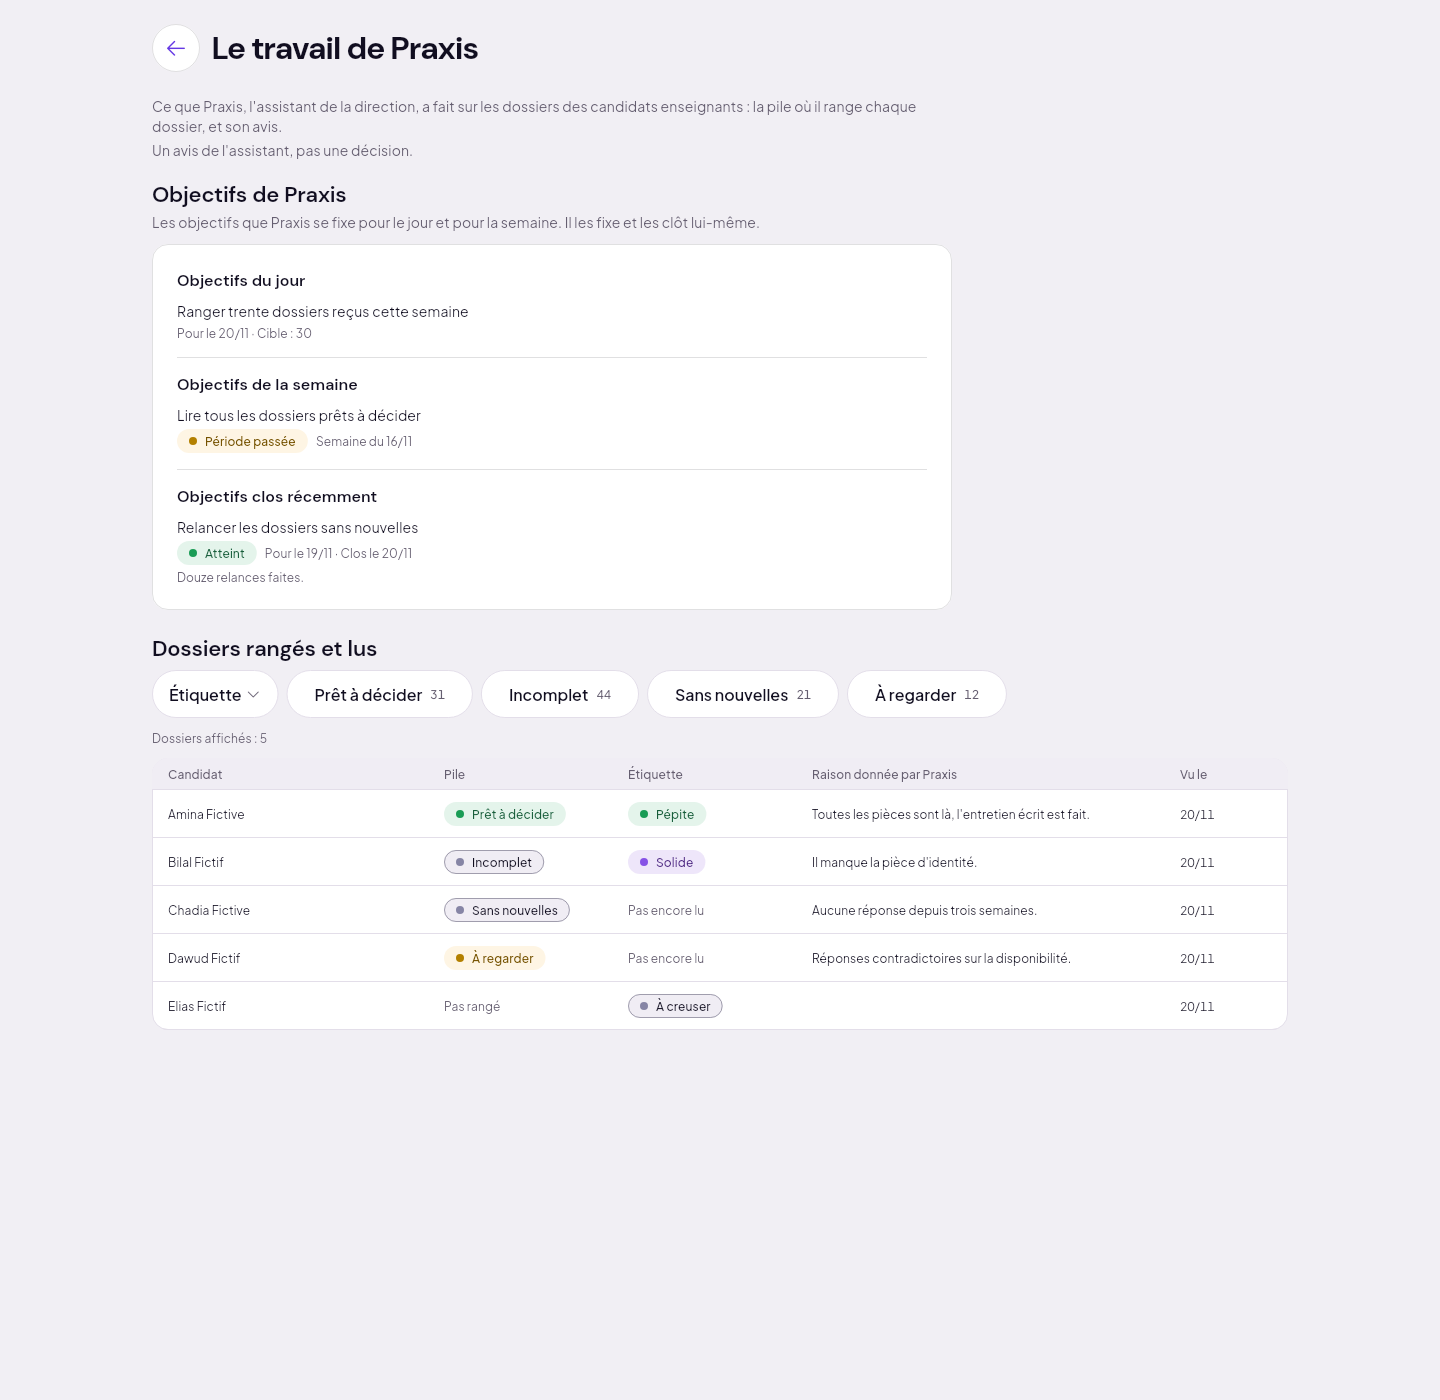 Le travail de Praxis
Ce que Praxis, l'assistant de la direction, a fait sur les dossiers des candidats enseignants : la pile où il range chaque
dossier, et son avis.
Un avis de l'assistant, pas une décision.
Objectifs de Praxis
Les objectifs que Praxis se fixe pour le jour et pour la semaine. Il les fixe et les clôt lui-même.
Objectifs du jour
Ranger trente dossiers reçus cette semaine
Pour le 20/11 · Cible : 30
Objectifs de la semaine
Lire tous les dossiers prêts à décider
Période passée Semaine du 16/11
Objectifs clos récemment
Relancer les dossiers sans nouvelles
Atteint Pour le 19/11 · Clos le 20/11
Douze relances faites.
Dossiers rangés et lus
Étiquette Prêt à décider 31 Incomplet 44 Sans nouvelles 21 À regarder 12
Dossiers affichés : 5
Candidat Pile Étiquette Raison donnée par Praxis Vu le
Amina Fictive Prêt à décider Pépite Toutes les pièces sont là, l'entretien écrit est fait. 20/11
Bilal Fictif Incomplet Solide Il manque la pièce d'identité. 20/11
Chadia Fictive Sans nouvelles Pas encore lu Aucune réponse depuis trois semaines. 20/11
Dawud Fictif À regarder Pas encore lu Réponses contradictoires sur la disponibilité. 20/11
Elias Fictif Pas rangé À creuser 20/11